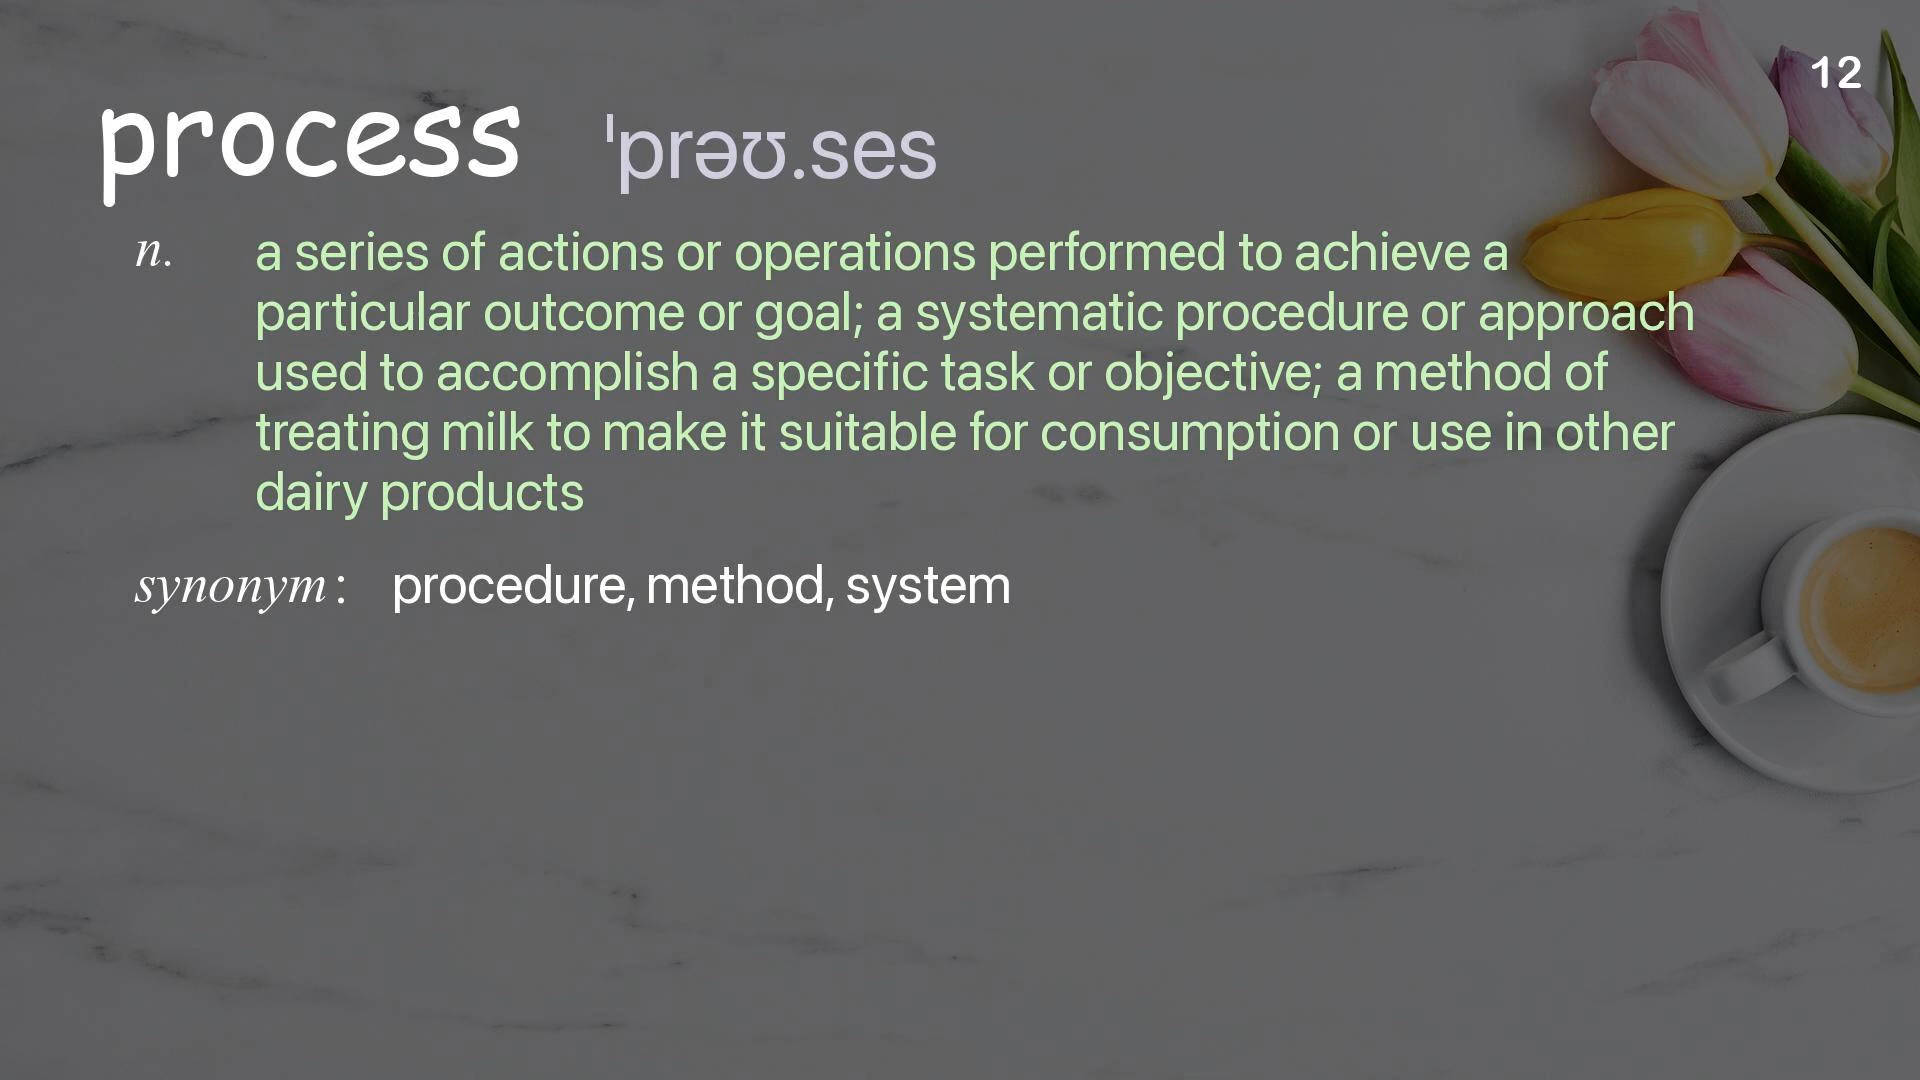 12
process ˈprəʊ.ses
n. a series of actions or operations performed to achieve a
particular outcome or goal; a systematic procedure or approach
used to accomplish a specific task or objective; a method of
treating milk to make it suitable for consumption or use in other
dairy products
synonym: procedure, method, system